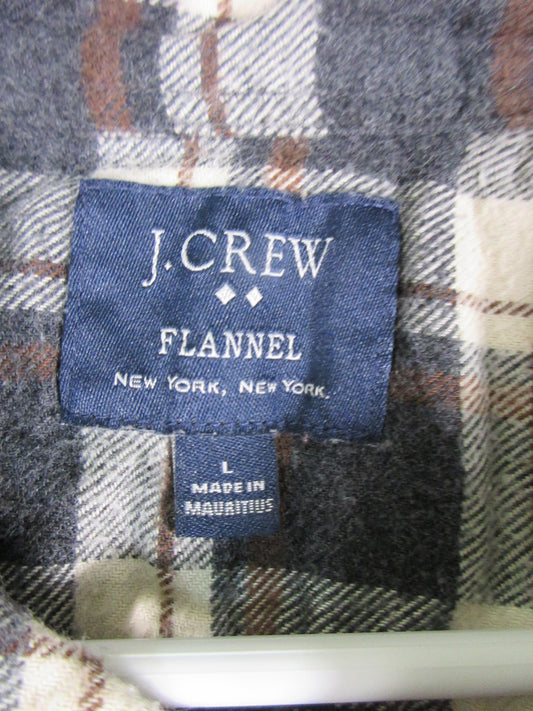 J.CREW
FLANNEL
NEW YORK, NEW YORK.
L
MADE IN
MAURITIUS